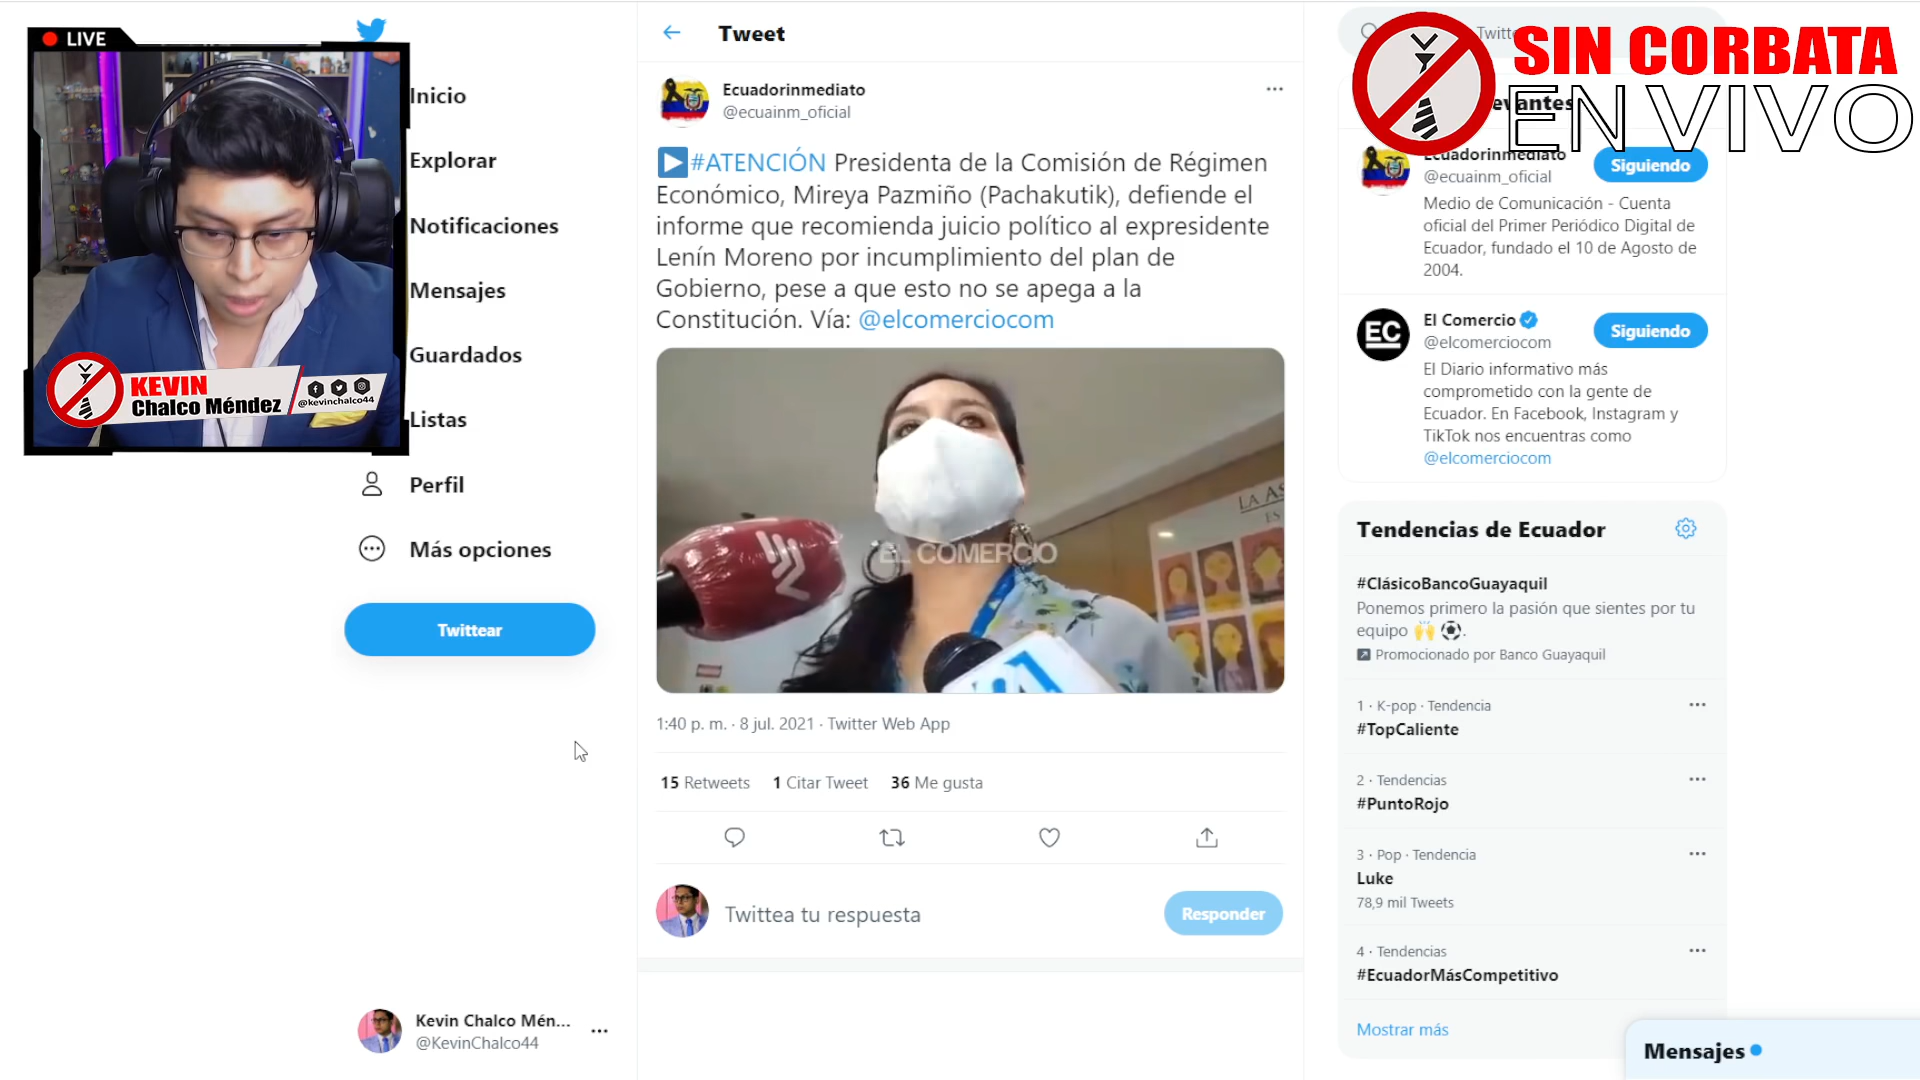 LIVE
KEVIN
Chalco Méndez
@kevinchalco44
Inicio
Explorar
Notificaciones
Mensajes
Guardados
Listas
Perfil
Más opciones
Twittear
Kevin Chalco Mén...
@KevinChalco44
Tweet
Ecuadorinmediato
@ecuainm_oficial
#ATENCIÓN Presidenta de la Comisión de Régimen
Económico, Mireya Pazmiño (Pachakutik), defiende el
informe que recomienda juicio político al expresidente
Lenín Moreno por incumplimiento del plan de
Gobierno, pese a que esto no se apega a la
Constitución. Vía: @elcomerciocom
LA AS
ES
EL COMERCIO
1:40 p. m. · 8 jul. 2021 · Twitter Web App
15 Retweets 1 Citar Tweet 36 Me gusta
Twittea tu respuesta
Responder
SIN CORBATA
EN VIVO
Ecuadorinmediato
@ecuainm_oficial
Siguiendo
Medio de Comunicación - Cuenta
oficial del Primer Periódico Digital de
Ecuador, fundado el 10 de Agosto de
2004.
EC
El Comercio
@elcomerciocom
Siguiendo
El Diario informativo más
comprometido con la gente de
Ecuador. En Facebook, Instagram y
TikTok nos encuentras como
@elcomerciocom
Tendencias de Ecuador
#ClásicoBancoGuayaquil
Ponemos primero la pasión que sientes por tu
equipo 🙌 ⚽.
Promocionado por Banco Guayaquil
1 · K-pop · Tendencia
#TopCaliente
2 · Tendencias
#PuntoRojo
3 · Pop · Tendencia
Luke
78,9 mil Tweets
4 · Tendencias
#EcuadorMásCompetitivo
Mostrar más
Mensajes